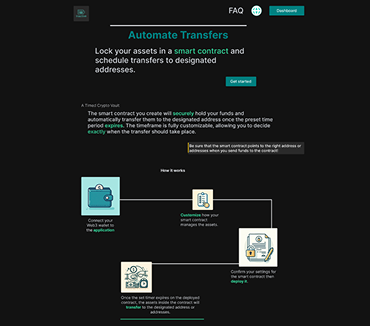 FAQ
Dashboard
Automate Transfers
Lock your assets in a smart contract and
schedule transfers to designated
addresses.
Get started
A Timed Crypto Vault
The smart contract you create will securely hold your funds and
automatically transfer them to the designated address once the preset time
period expires. The timeframe is fully customizable, allowing you to decide
exactly when the transfer should take place.
Be sure that the smart contract points to the right address or
addresses when you send funds to the contract!
How it works
Connect your
Web3 wallet to
the application
Customize how your
smart contract
manages the assets
Confirm your settings for
the smart contract then
deploy it.
Once the set timer expires on the deployed
contract, the assets inside the contract will
transfer to the designated address or
addresses.